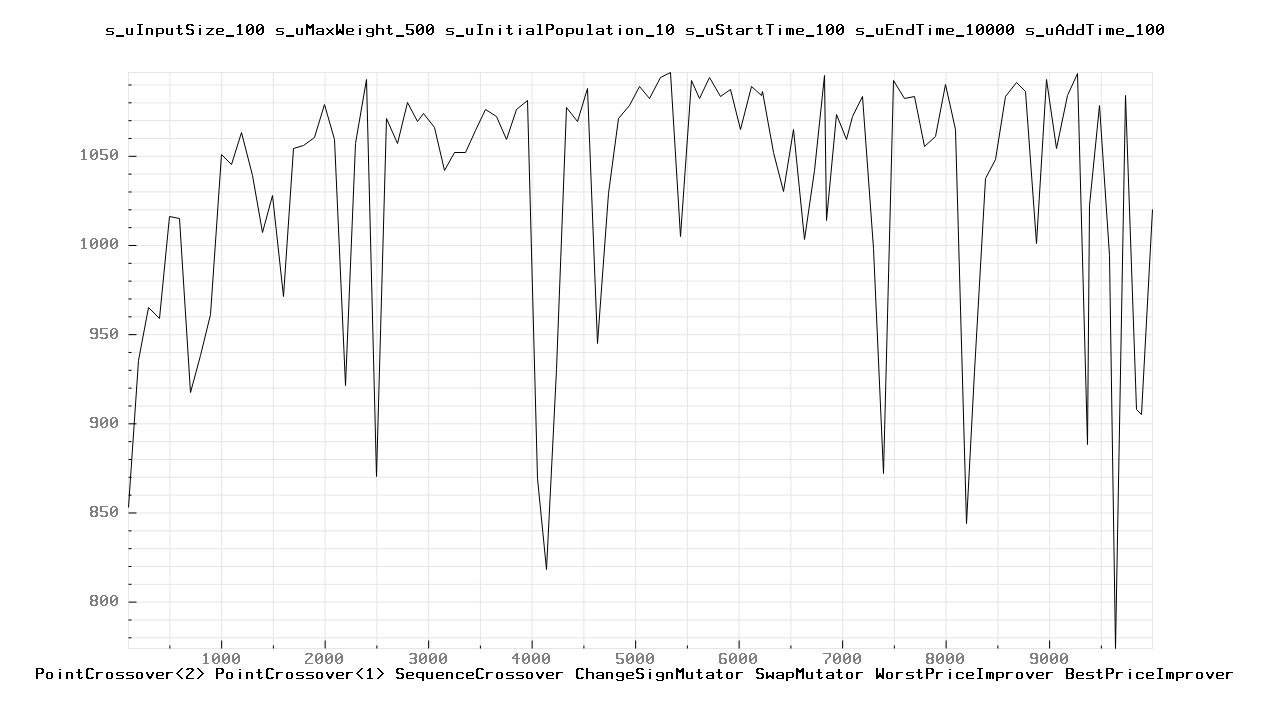 s_uInputSize_100 s_uMaxWeight_500 s_uInitialPopulation_10 s_uStartTime_100 s_uEndTime_10000 s_uAddTime_100
1050
1000
950
900
850
800
1000 2000 3000 4000 5000 6000 7000 8000 9000
PointCrossover<2> PointCrossover<1> SequenceCrossover ChangeSignMutator SwapMutator WorstPriceImprover BestPriceImprover